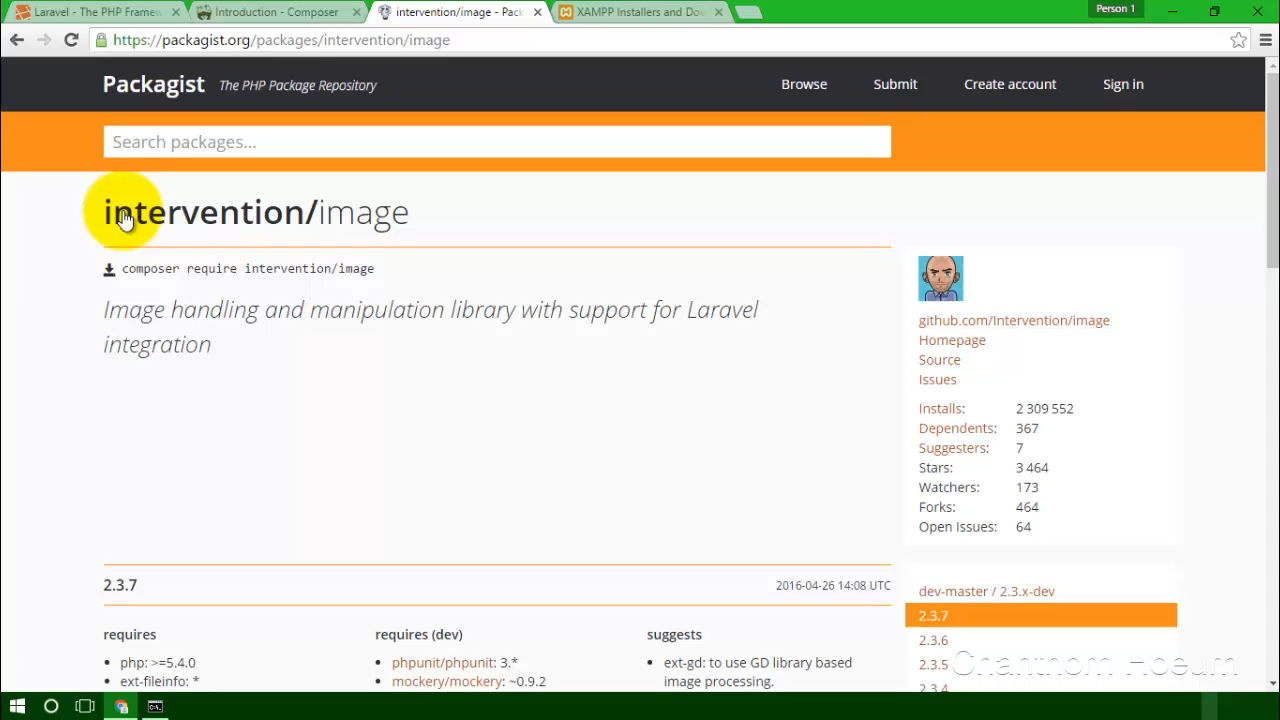 Laravel - The PHP Framew
Introduction - Composer
intervention/image - Pack
XAMPP Installers and Dow
Person 1
https://packagist.org/packages/intervention/image
Packagist The PHP Package Repository
Browse
Submit
Create account
Sign in
Search packages...
intervention/image
composer require intervention/image
Image handling and manipulation library with support for Laravel
integration
github.com/Intervention/image
Homepage
Source
Issues
Installs: 2 309 552
Dependents: 367
Suggesters: 7
Stars: 3 464
Watchers: 173
Forks: 464
Open Issues: 64
2.3.7
2016-04-26 14:08 UTC
requires
php: >=5.4.0
ext-fileinfo: *
requires (dev)
phpunit/phpunit: 3.*
mockery/mockery: ~0.9.2
suggests
ext-gd: to use GD library based
image processing.
dev-master / 2.3.x-dev
2.3.7
2.3.6
2.3.5
2.3.4
Chanthorn Hoeum